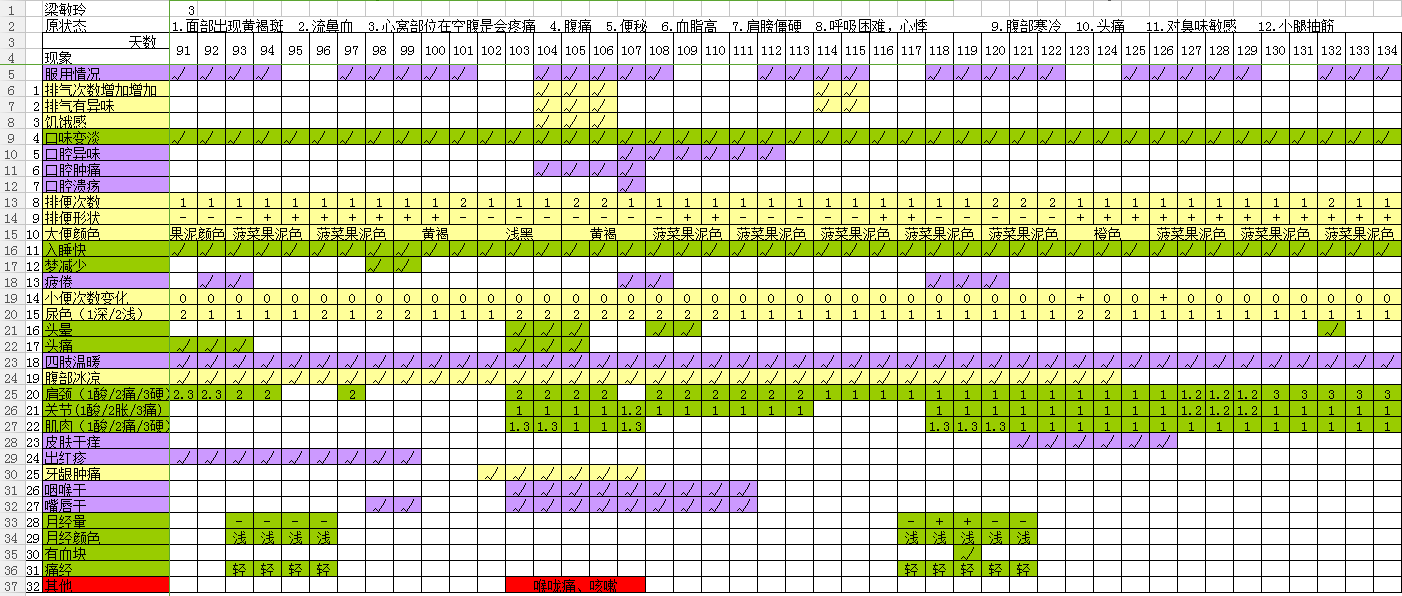 1 梁敏玲 3
2 原状态 1.面部出现黄褐斑 2.流鼻血 3.心窝部位在空腹是会疼痛 4.腹痛 5.便秘 6.血脂高 7.肩膀僵硬 8.呼吸困难，心悸 9.腹部寒冷 10.头痛 11.对臭味敏感 12.小腿抽筋
3 天数 91 92 93 94 95 96 97 98 99 100 101 102 103 104 105 106 107 108 109 110 111 112 113 114 115 116 117 118 119 120 121 122 123 124 125 126 127 128 129 130 131 132 133 134
4 现象
5 服用情况 √ √ √ √ √ √ √ √ √ √ √ √ √ √ √ √ √ √ √ √ √ √ √ √ √ √ √ √ √ √ √
6 1 排气次数增加增加 √ √ √ √ √
7 2 排气有异味 √ √ √ √ √
8 3 饥饿感 √ √ √
9 4 口味变淡 √ √ √ √ √ √ √ √ √ √ √ √ √ √ √ √ √ √ √ √ √ √ √ √ √ √ √ √ √ √ √ √ √ √ √ √ √ √ √ √ √ √ √ √
10 5 口腔异味 √ √ √ √ √ √
11 6 口腔肿痛 √ √ √ √
12 7 口腔溃疡 √
13 8 排便次数 1 1 1 1 1 1 1 1 1 1 2 1 1 1 2 2 1 1 1 1 1 1 1 1 1 1 1 1 1 2 2 2 1 1 1 1 1 1 1 1 1 2 1 1
14 9 排便形状 - - - + + + + + + + - - - - - - - - + + - - - - - + + - - - - - + + + + + + + + + + + +
15 10 大便颜色 果泥颜色 菠菜果泥色 菠菜果泥色 黄褐 浅黑 黄褐 菠菜果泥色 菠菜果泥色 菠菜果泥色 菠菜果泥色 菠菜果泥色 橙色 菠菜果泥色 菠菜果泥色 菠菜果泥色
16 11 入睡快 √ √ √ √ √ √ √ √ √ √ √ √ √ √ √ √ √ √ √ √ √ √ √ √ √ √ √ √ √ √ √ √ √ √ √ √ √ √ √ √ √ √ √ √
17 12 梦减少 √ √
18 13 疲倦 √ √ √ √ √ √ √
19 14 小便次数变化 0 0 0 0 0 0 0 0 0 0 0 0 0 0 0 0 0 0 0 0 0 0 0 0 0 0 0 0 0 0 0 0 + 0 0 + 0 0 0 0 0 0 0 0
20 15 尿色（1深/2浅） 2 1 1 1 1 2 1 2 2 1 1 1 2 2 1 2 2 2 1 2 1 1 1 1 1 1 1 1 1 1 1 1 2 2 1 1 1 1 1 1 1 1 1 1
21 16 头晕 √ √ √ √ √ √
22 17 头痛 √ √ √ √ √ √
23 18 四肢温暖 √ √ √ √ √ √ √ √ √ √ √ √ √ √ √ √ √ √ √ √ √ √ √ √ √ √ √ √ √ √ √ √ √ √ √ √ √ √ √ √ √ √ √ √
24 19 腹部冰凉 √ √ √ √ √ √ √ √ √ √ √ √ √ √ √ √ √ √ √ √ √ √ √ √ √ √ √ √ √ √ √ √ √ √
25 20 肩颈（1酸/2痛/3硬） 2.3 2.3 2 2 2 2 2 2 2 2 2 2 2 2 2 1 1 1 1 1 1 1 1 1 1 1 1 1 1.2 1.2 1.2 3 3 3 3 3
26 21 关节(1酸/2胀/3痛) 1 1 1 1 1.2 1 1 1 1 1 1 1 1 1 1 1 1 1 1 1 1.2 1.2 1.2 1 1 1 1 1
27 22 肌肉（1酸/2痛/3硬） 1.3 1.3 1 1 1.3 1.3 1.3 1.3 1 1 1 1 1 1 1 1 1 1 1 1 1 1
28 23 皮肤干痒 √ √ √ √ √ √
29 24 出红疹 √ √ √ √ √ √ √ √ √
30 25 牙龈肿痛 √ √ √ √ √ √
31 26 咽喉干 √ √ √ √ √ √ √ √ √
32 27 嘴唇干 √ √ √ √ √ √ √ √ √ √ √
33 28 月经量 - - - - - + + - -
34 29 月经颜色 浅 浅 浅 浅 浅 浅 浅 浅 浅
35 30 有血块 √
36 31 痛经 轻 轻 轻 轻 轻 轻 轻 轻 轻
37 32 其他 喉咙痛、咳嗽